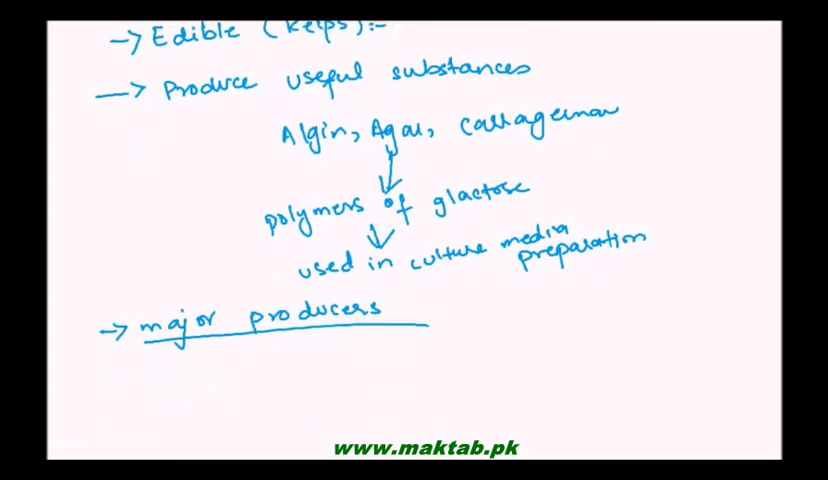 → Edible (Kelps):-
→ Produce useful substances
Algin, Agar, carrageenan
polymers of glactose
used in culture media preparation
→ major producers
www.maktab.pk